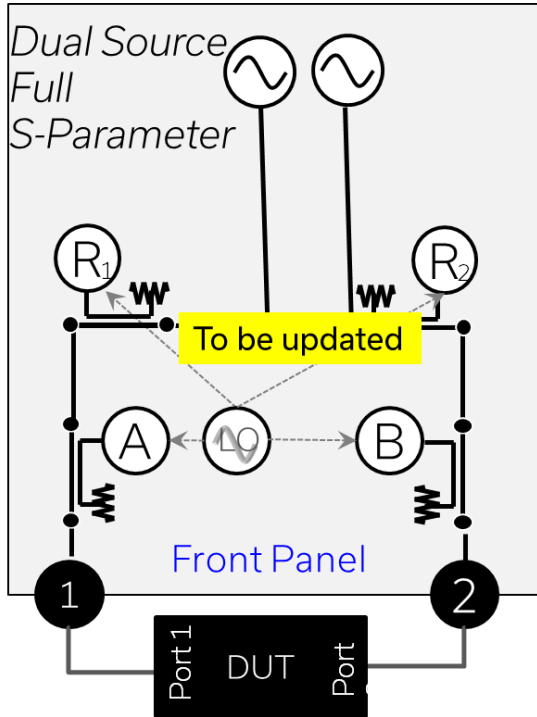 Dual Source
Full
S-Parameter
R1
R2
To be updated
A
LO
B
Front Panel
1
2
Port 1
DUT
Port